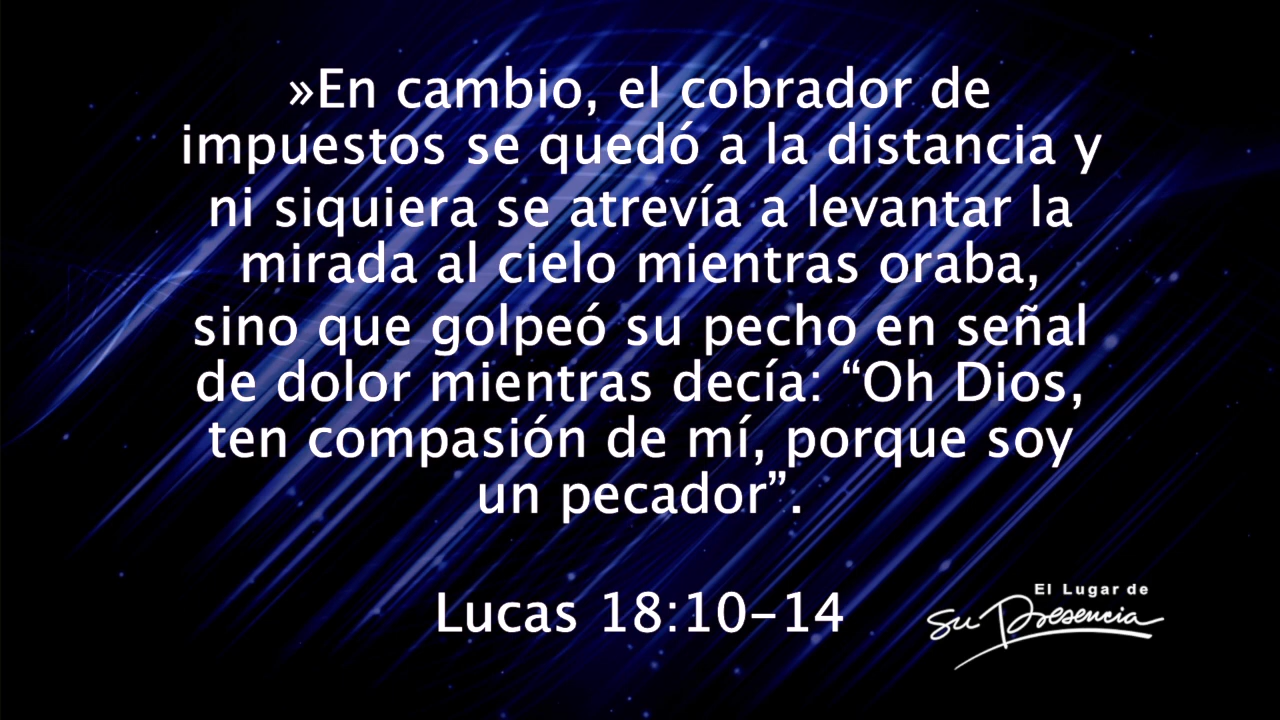 »En cambio, el cobrador de
impuestos se quedó a la distancia y
ni siquiera se atrevía a levantar la
mirada al cielo mientras oraba,
sino que golpeó su pecho en señal
de dolor mientras decía: “Oh Dios,
ten compasión de mí, porque soy
un pecador”.
Lucas 18:10-14
El Lugar de
Su Presencia